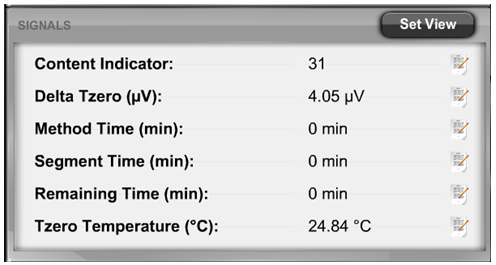 SIGNALS Set View
Content Indicator: 31
Delta Tzero (µV): 4.05 µV
Method Time (min): 0 min
Segment Time (min): 0 min
Remaining Time (min): 0 min
Tzero Temperature (°C): 24.84 °C